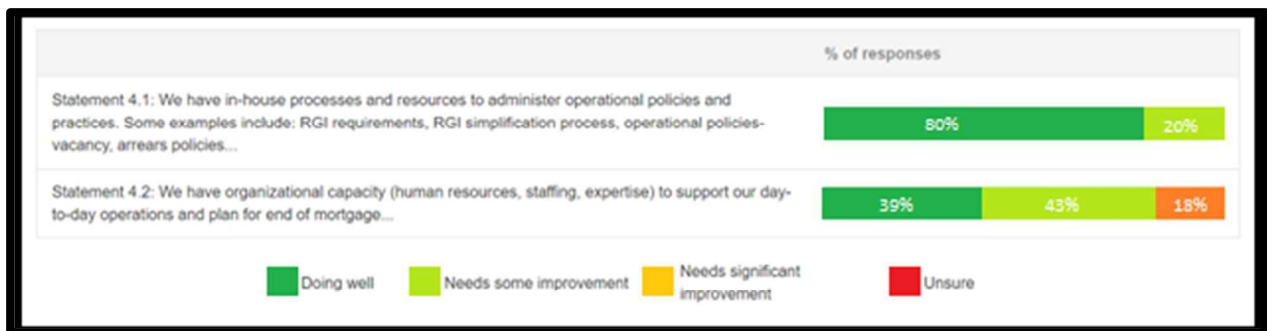 % of responses
Statement 4.1: We have in-house processes and resources to administer operational policies and
practices. Some examples include: RGI requirements, RGI simplification process, operational policies-
vacancy, arrears policies...
80%
20%
Statement 4.2: We have organizational capacity (human resources, staffing, expertise) to support our day-
to-day operations and plan for end of mortgage...
39%
43%
18%
Doing well
Needs some improvement
Needs significant
improvement
Unsure